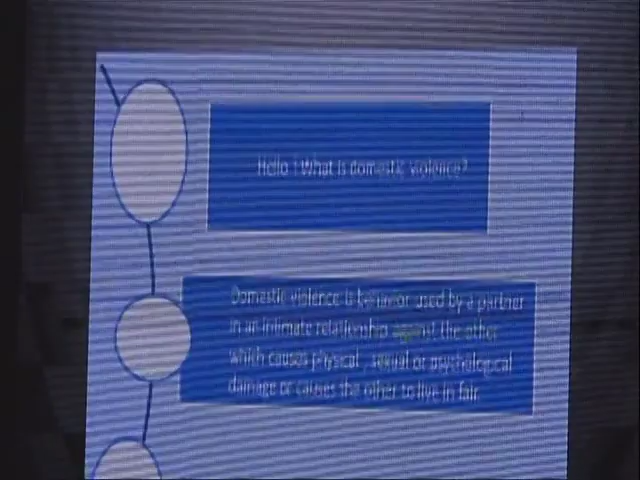 Hello ! What is domestic violence?
Domestic violence is behavior used by a partner
in an intimate relationship against the other
which causes physical , sexual or psychological
damage or causes the other to live in fair